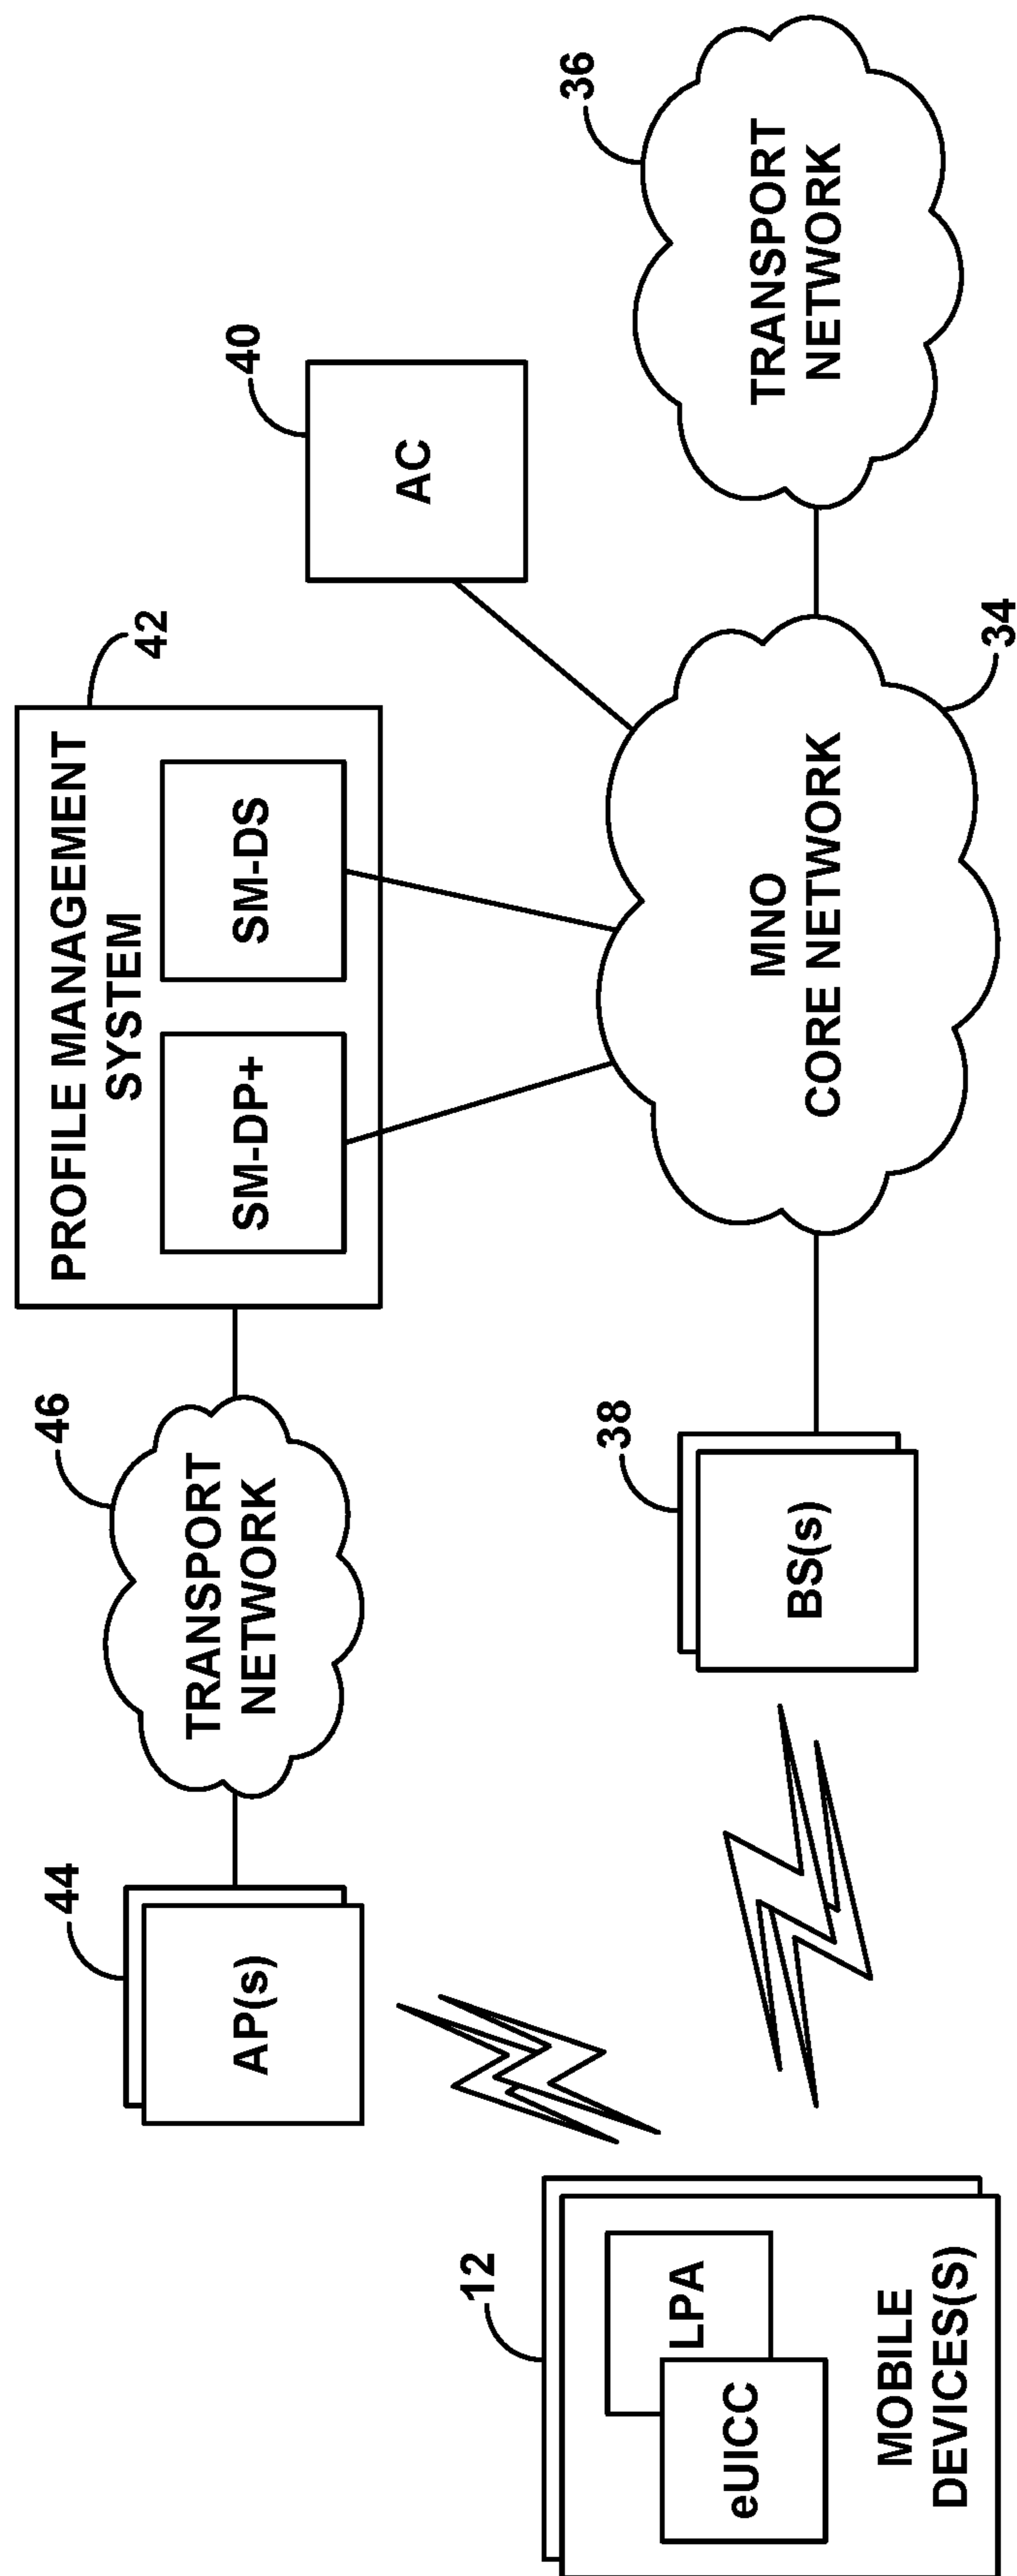 PROFILE MANAGEMENT
SYSTEM
42
SM-DP+
SM-DS
44
AP(s)
46
TRANSPORT
NETWORK
40
AC
12
eUICC
LPA
MOBILE
DEVICES(S)
38
BS(s)
MNO
CORE NETWORK
34
36
TRANSPORT
NETWORK